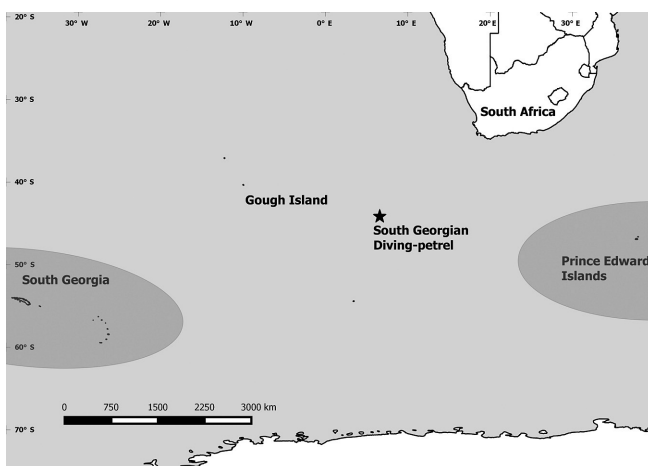 20° S
30° W
20° W
10° W
0° E
10° E
20° E
30° E
30° S
South Africa
40° S
Gough Island
South Georgian
Diving-petrel
50° S
South Georgia
Prince Edward
Islands
60° S
0 750 1500 2250 3000 km
70° S